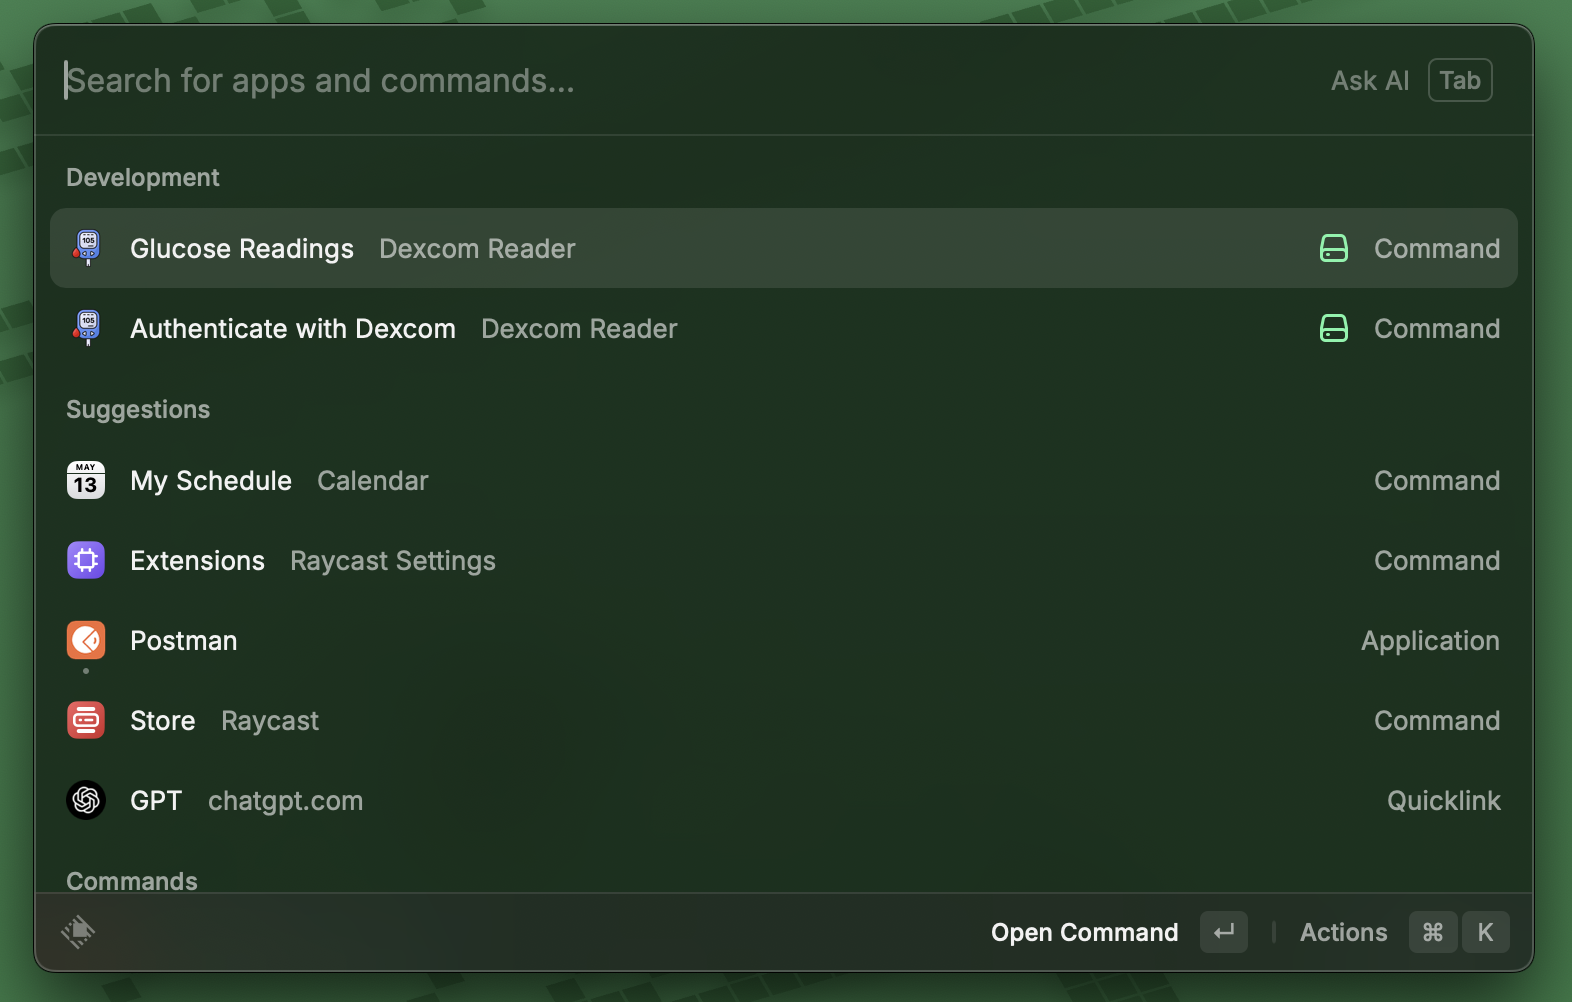 Search for apps and commands...
Ask AI Tab
Development
105 Glucose Readings Dexcom Reader Command
105 Authenticate with Dexcom Dexcom Reader Command
Suggestions
MAY
13 My Schedule Calendar Command
Extensions Raycast Settings Command
Postman Application
Store Raycast Command
GPT chatgpt.com Quicklink
Commands
Open Command ↵ | Actions ⌘ K